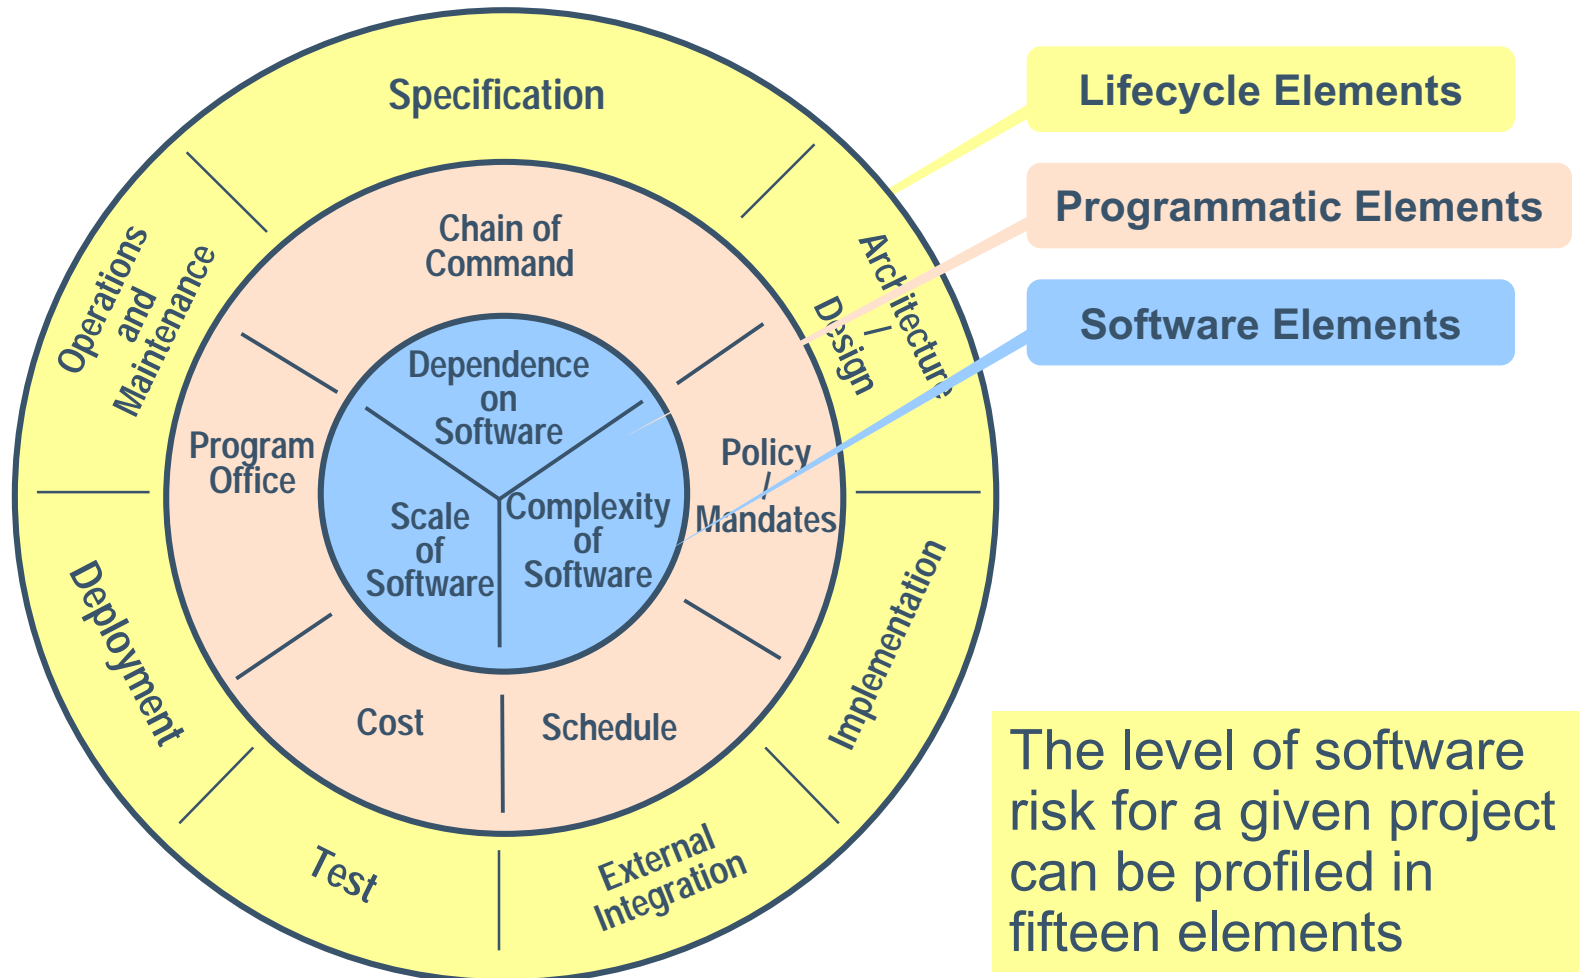 Specification
Architecture
/
Design
Implementation
External
Integration
Test
Deployment
Operations
and
Maintenance
Chain of
Command
Policy
/
Mandates
Schedule
Cost
Program
Office
Dependence
on
Software
Complexity
of
Software
Scale
of
Software
Lifecycle Elements
Programmatic Elements
Software Elements
The level of software
risk for a given project
can be profiled in
fifteen elements